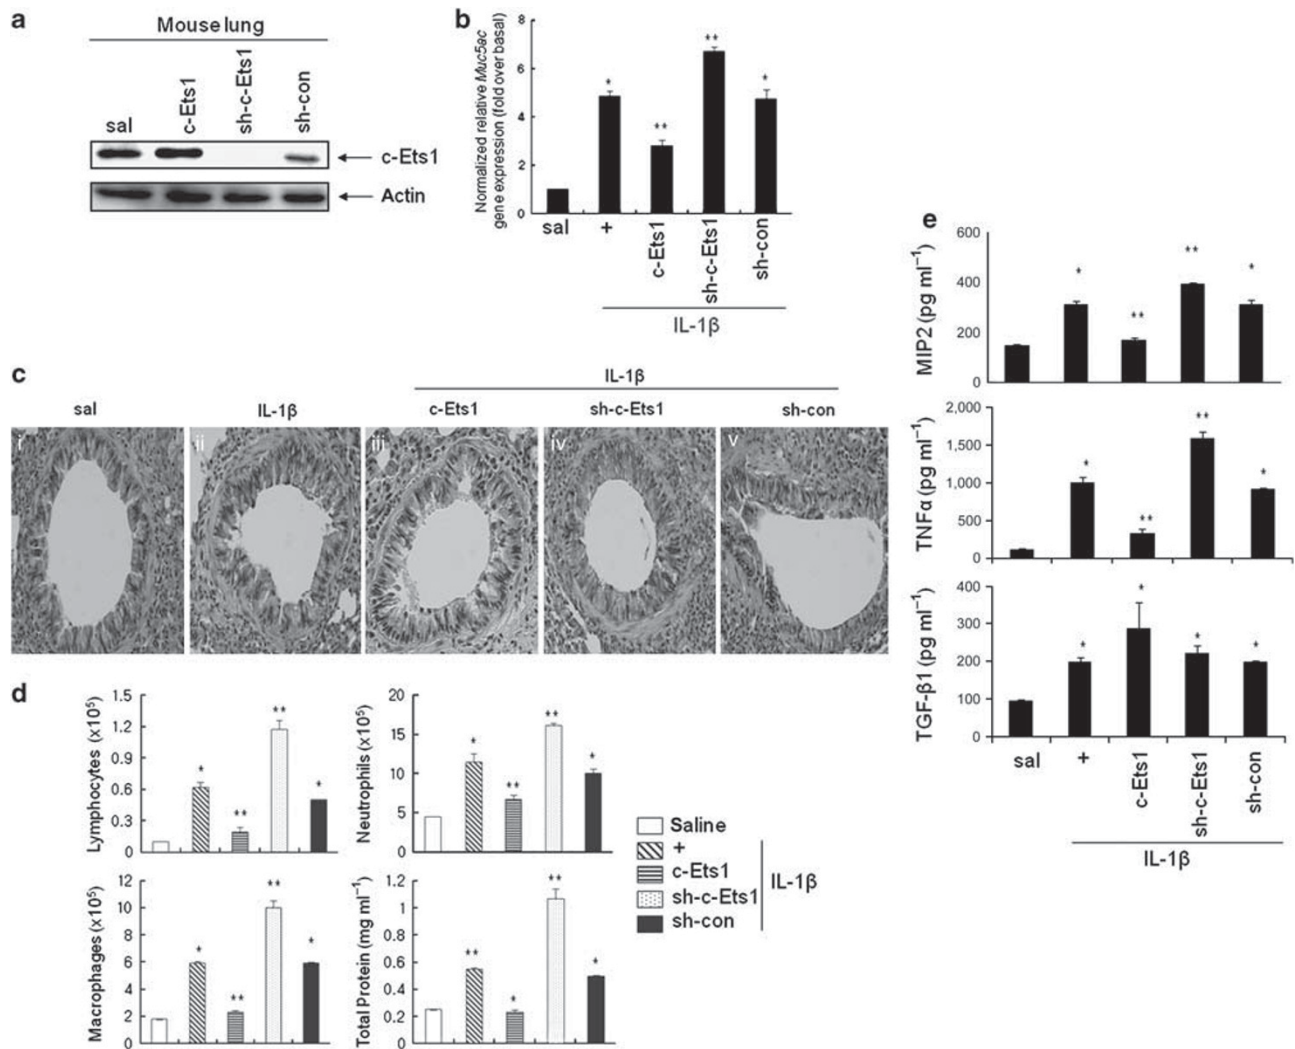 a
Mouse lung
sal c-Ets1 sh-c-Ets1 sh-con
c-Ets1
Actin
b
Normalized relative Muc5ac
gene expression (fold over basal)
8
6
4
2
0
* ** ** *
sal + c-Ets1 sh-c-Ets1 sh-con
IL-1β
c
IL-1β
sal IL-1β c-Ets1 sh-c-Ets1 sh-con
i ii iii iv v
d
Lymphocytes (x10⁵)
1.5
1.2
0.9
0.6
0.3
0
* ** ** *
Neutrophils (x10⁵)
20
15
10
5
0
* ** ** *
Macrophages (x10⁵)
12
10
8
6
4
2
0
* ** ** *
Total Protein (mg ml⁻¹)
1.2
1
0.8
0.6
0.4
0.2
0
** * ** *
Saline
+
c-Ets1
sh-c-Ets1
sh-con
IL-1β
e
MIP2 (pg ml⁻¹)
600
400
200
0
* ** ** *
TNFα (pg ml⁻¹)
2,000
1,500
1,000
500
0
* ** ** *
TGF-β1 (pg ml⁻¹)
400
300
200
100
0
* * * *
sal + c-Ets1 sh-c-Ets1 sh-con
IL-1β